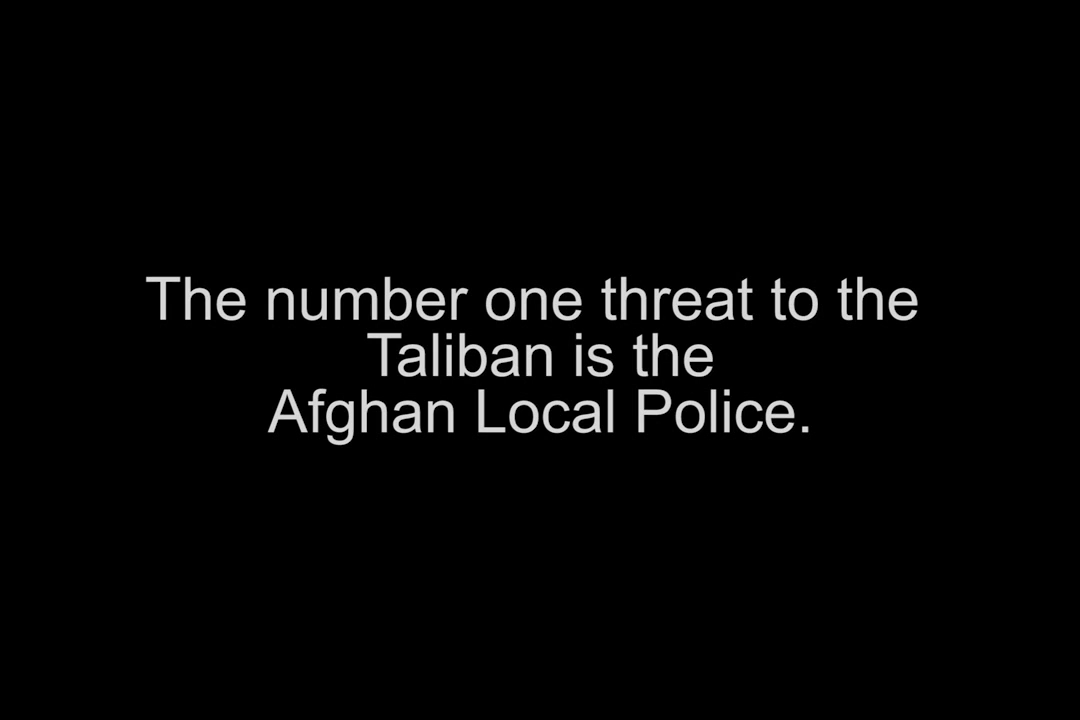 The number one threat to the
Taliban is the
Afghan Local Police.